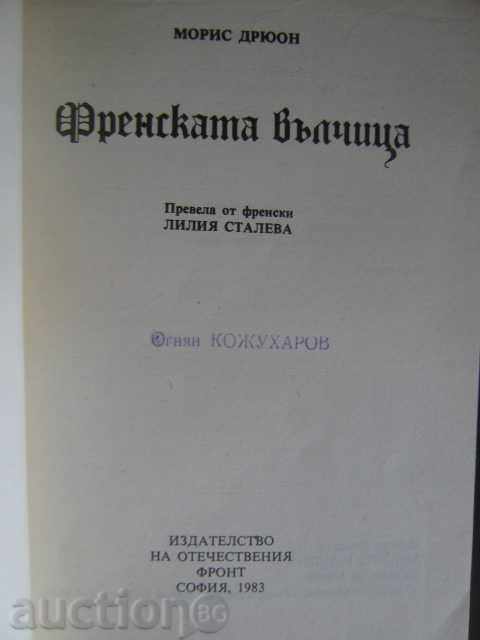 МОРИС ДРЮОН
Френската вълчица
Превела от френски
ЛИЛИЯ СТАЛЕВА
Огнян КОЖУХАРОВ
ИЗДАТЕЛСТВО
НА ОТЕЧЕСТВЕНИЯ
ФРОНТ
СОФИЯ, 1983
auction BG